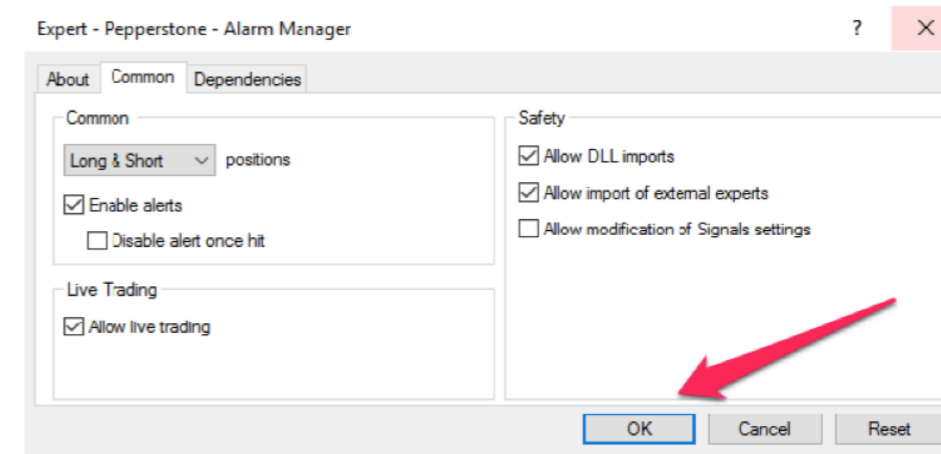 Expert - Pepperstone - Alarm Manager ?
About Common Dependencies
Common
Long & Short positions
Enable alerts
Disable alert once hit
Live Trading
Allow live trading
Safety
Allow DLL imports
Allow import of external experts
Allow modification of Signals settings
OK Cancel Reset